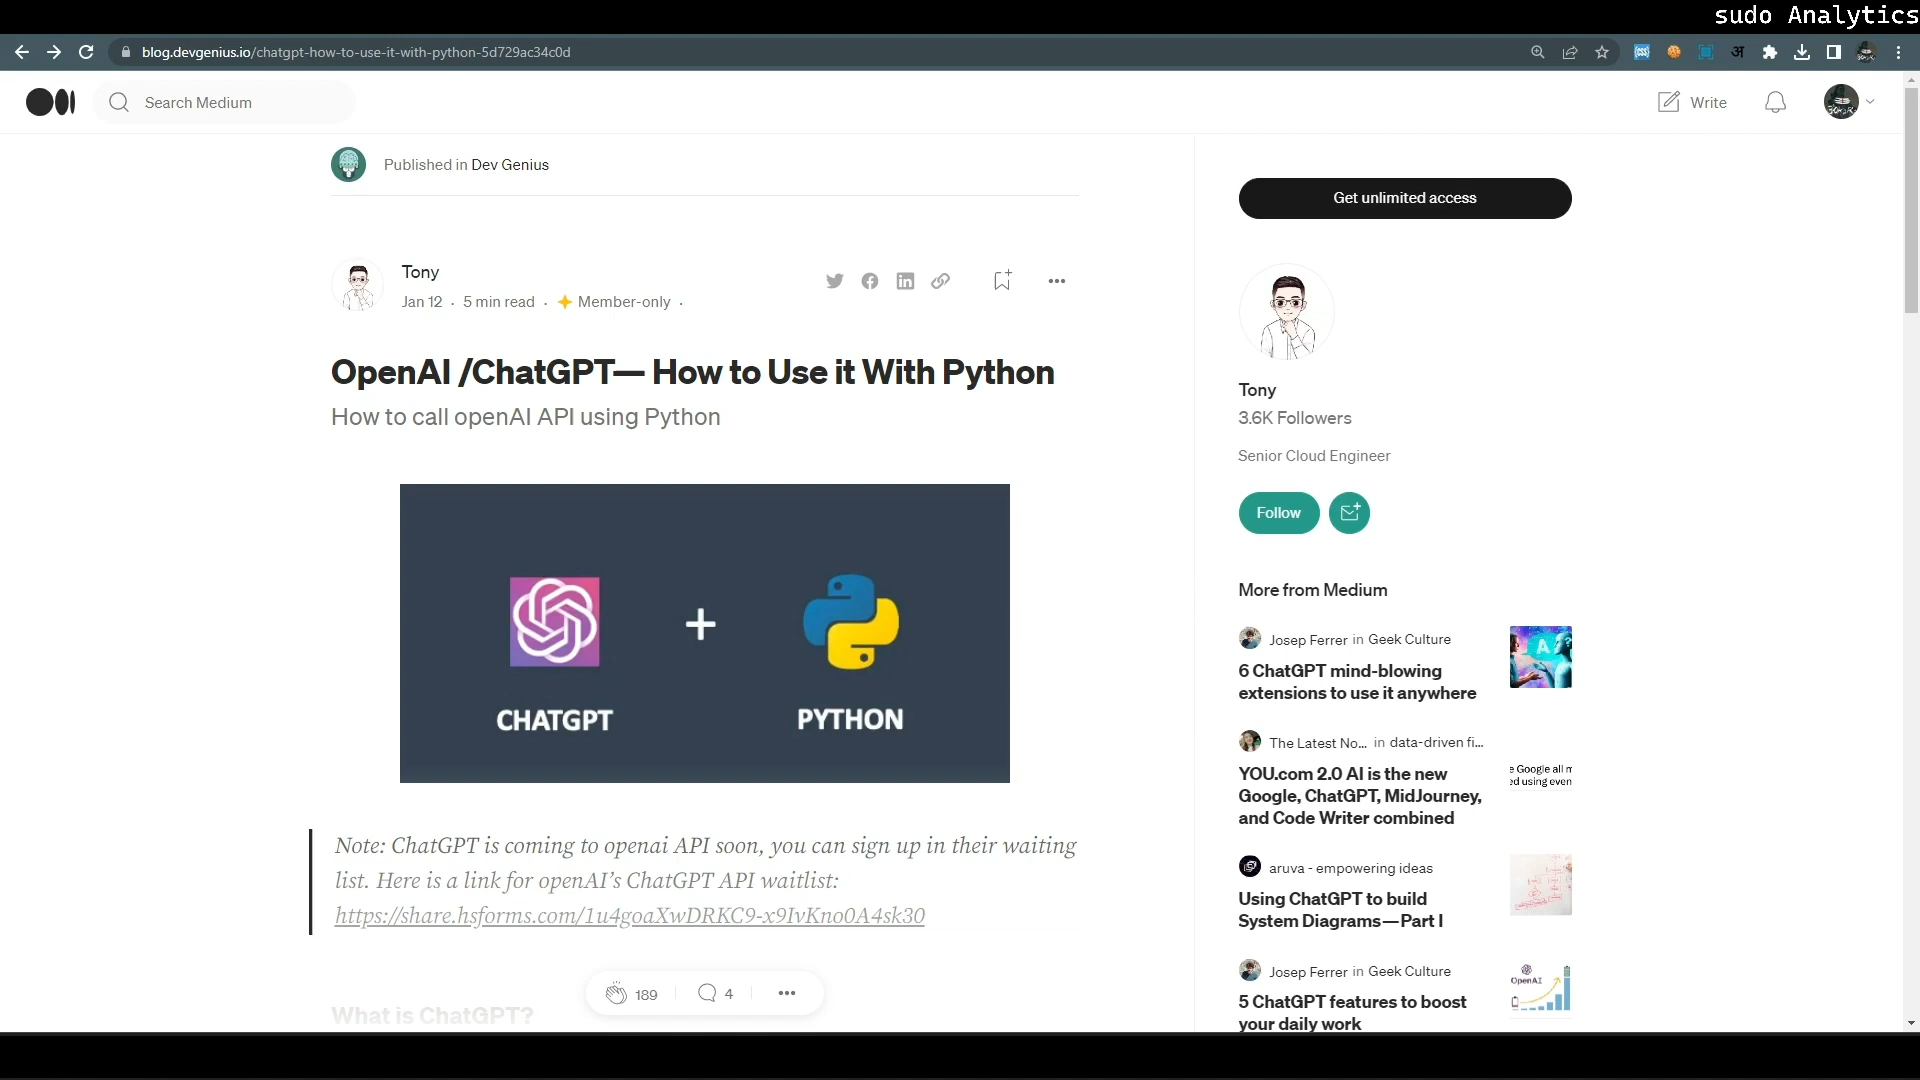 sudo Analytics
blog.devgenius.io/chatgpt-how-to-use-it-with-python-5d729ac34c0d
Search Medium
Write
Published in Dev Genius
Get unlimited access
Tony
Jan 12 · 5 min read · Member-only ·
OpenAI /ChatGPT— How to Use it With Python
How to call openAI API using Python
CHATGPT
+
PYTHON
Note: ChatGPT is coming to openai API soon, you can sign up in their waiting
list. Here is a link for openAI’s ChatGPT API waitlist:
https://share.hsforms.com/1u4goaXwDRKC9-x9IvKno0A4sk30
What is ChatGPT?
189
4
Tony
3.6K Followers
Senior Cloud Engineer
Follow
More from Medium
Josep Ferrer in Geek Culture
6 ChatGPT mind-blowing
extensions to use it anywhere
The Latest No... in data-driven fi...
YOU.com 2.0 AI is the new
Google, ChatGPT, MidJourney,
and Code Writer combined
e Google all
ed using even
aruva - empowering ideas
Using ChatGPT to build
System Diagrams — Part I
Josep Ferrer in Geek Culture
5 ChatGPT features to boost
your daily work
OpenAI